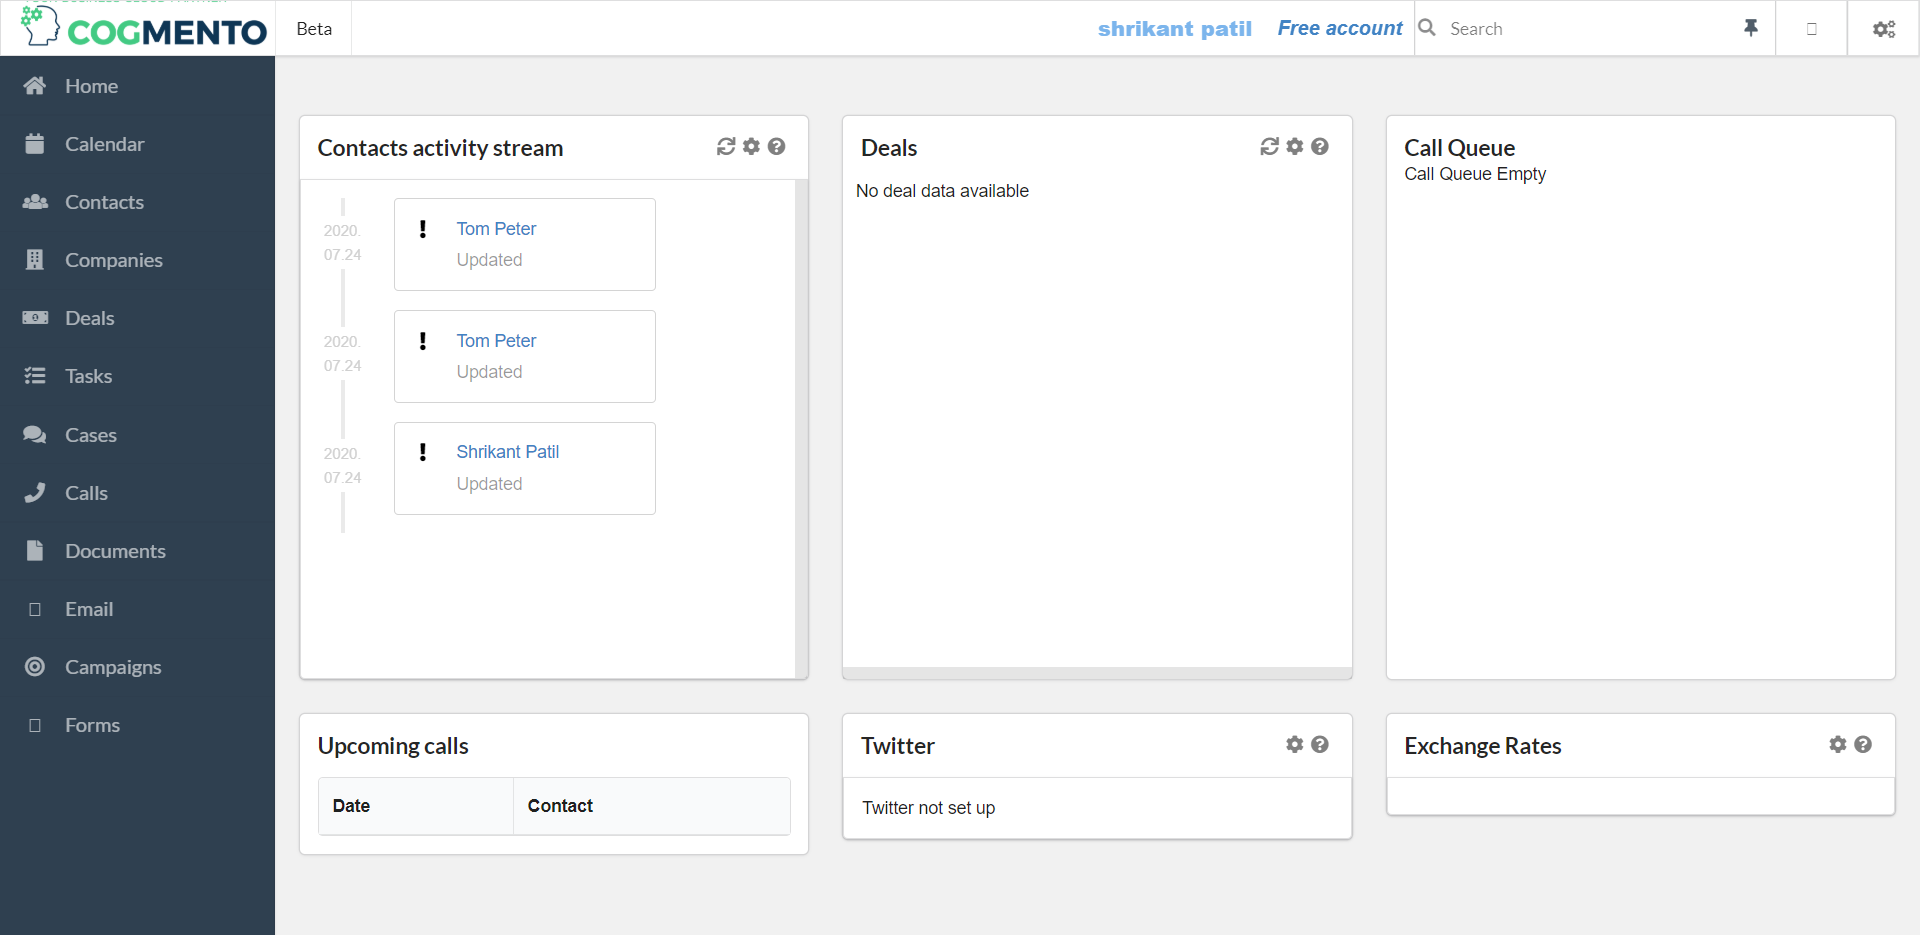 COGMENTO
Beta
shrikant patil
Free account
Search
Home
Calendar
Contacts
Companies
Deals
Tasks
Cases
Calls
Documents
Email
Campaigns
Forms
Contacts activity stream
2020.
07.24
Tom Peter
Updated
2020.
07.24
Tom Peter
Updated
2020.
07.24
Shrikant Patil
Updated
Deals
No deal data available
Call Queue
Call Queue Empty
Upcoming calls
Date
Contact
Twitter
Twitter not set up
Exchange Rates